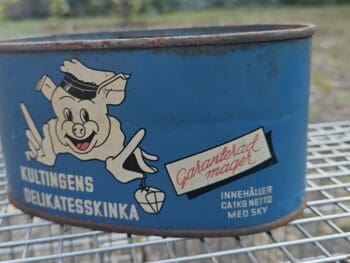 KULTINGENS
DELIKATESSKINKA
Garanterad
mager
INNEHÅLLER
CA 1 KG NETTO
MED SKY